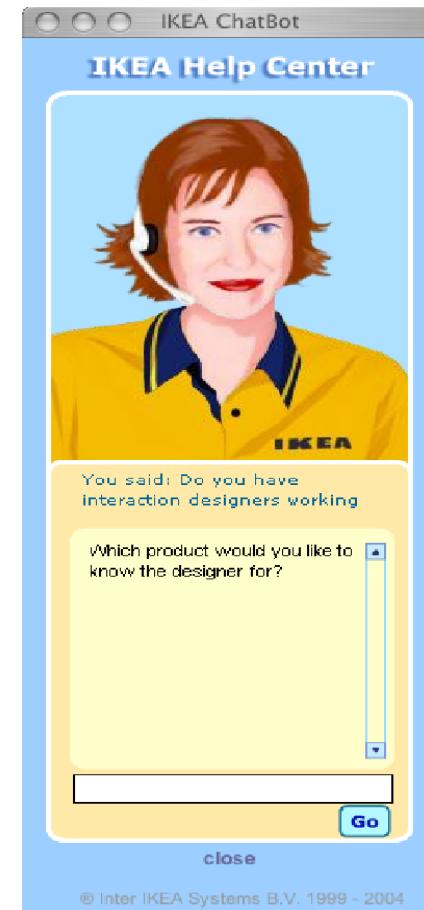 IKEA ChatBot
IKEA Help Center
IKEA
You said: Do you have
interaction designers working
Which product would you like to
know the designer for?
Go
close
® Inter IKEA Systems B.V. 1999 - 2004